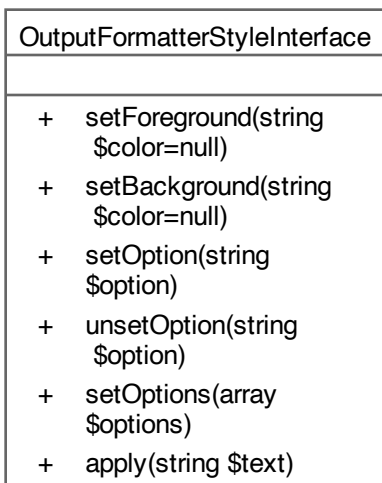 OutputFormatterStyleInterface
+ setForeground(string
$color=null)
+ setBackground(string
$color=null)
+ setOption(string
$option)
+ unsetOption(string
$option)
+ setOptions(array
$options)
+ apply(string $text)